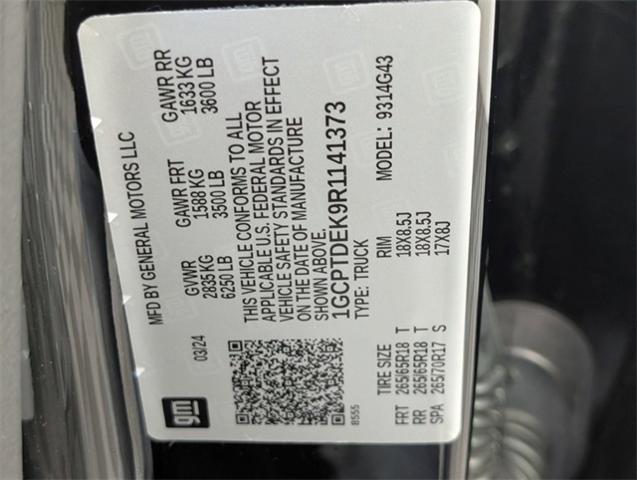 gm
MFD BY GENERAL MOTORS LLC
03/24
GVWR GAWR FRT GAWR RR
2835 KG 1588 KG 1633 KG
6250 LB 3500 LB 3600 LB
THIS VEHICLE CONFORMS TO ALL
APPLICABLE U.S. FEDERAL MOTOR
VEHICLE SAFETY STANDARDS IN EFFECT
ON THE DATE OF MANUFACTURE
SHOWN ABOVE.
1GCPTDEK9R1141373
TYPE: TRUCK
8555
MODEL: 9314G43
TIRE SIZE RIM
FRT 265/65R18 T 18X8.5J
RR 265/65R18 T 18X8.5J
SPA 265/70R17 S 17X8J